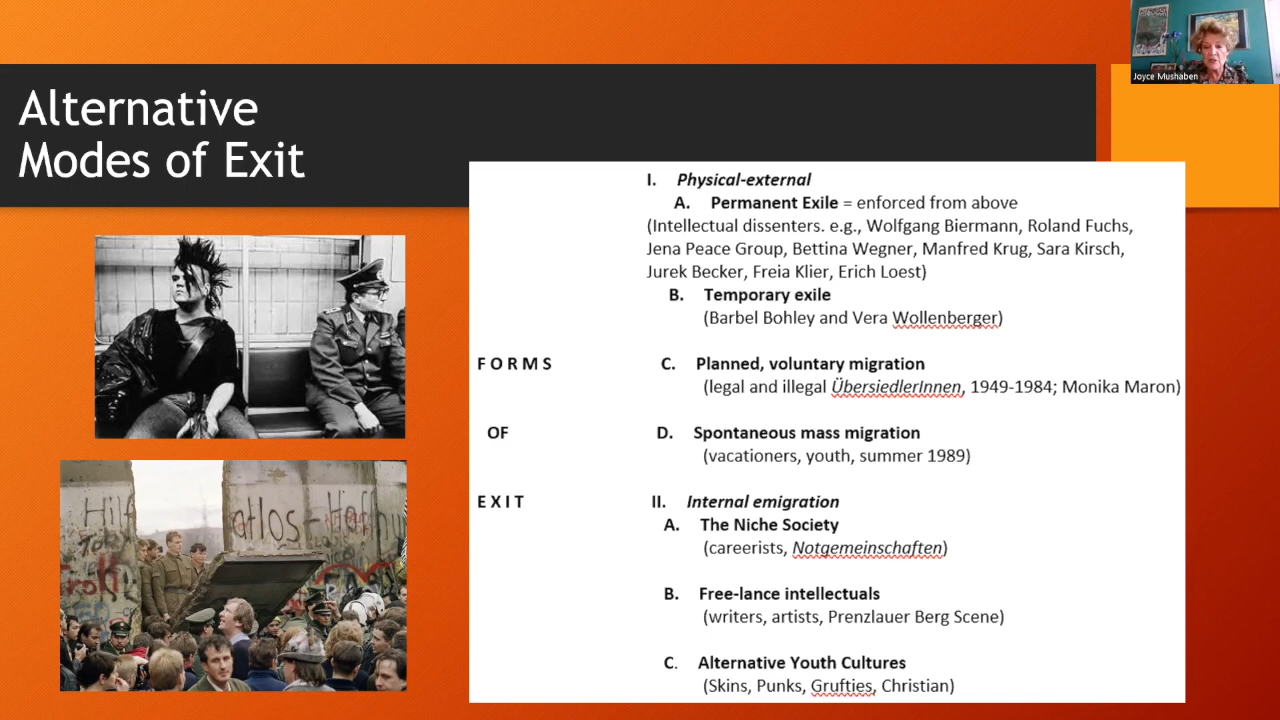 Joyce Mushaben
Alternative
Modes of Exit
I. Physical-external
A. Permanent Exile = enforced from above
(Intellectual dissenters. e.g., Wolfgang Biermann, Roland Fuchs,
Jena Peace Group, Bettina Wegner, Manfred Krug, Sara Kirsch,
Jurek Becker, Freia Klier, Erich Loest)
B. Temporary exile
(Barbel Bohley and Vera Wollenberger)
FORMS
C. Planned, voluntary migration
(legal and illegal ÜbersiedlerInnen, 1949-1984; Monika Maron)
OF
D. Spontaneous mass migration
(vacationers, youth, summer 1989)
EXIT
II. Internal emigration
A. The Niche Society
(careerists, Notgemeinschaften)
B. Free-lance intellectuals
(writers, artists, Prenzlauer Berg Scene)
C. Alternative Youth Cultures
(Skins, Punks, Grufties, Christian)
Hilf
atlos